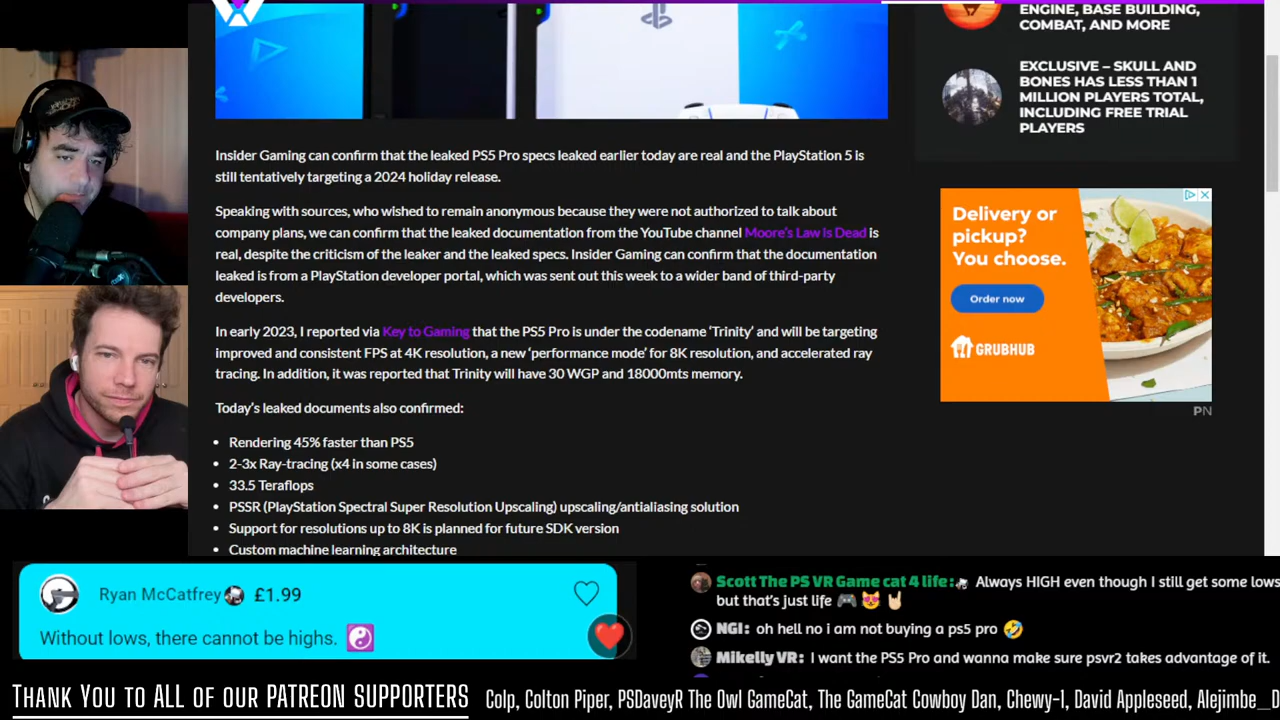 ENGINE, BASE BUILDING,
COMBAT, AND MORE
EXCLUSIVE – SKULL AND
BONES HAS LESS THAN 1
MILLION PLAYERS TOTAL,
INCLUDING FREE TRIAL
PLAYERS
Insider Gaming can confirm that the leaked PS5 Pro specs leaked earlier today are real and the PlayStation 5 is
still tentatively targeting a 2024 holiday release.
Speaking with sources, who wished to remain anonymous because they were not authorized to talk about
company plans, we can confirm that the leaked documentation from the YouTube channel Moore's Law is Dead is
real, despite the criticism of the leaker and the leaked specs. Insider Gaming can confirm that the documentation
leaked is from a PlayStation developer portal, which was sent out this week to a wider band of third-party
developers.
In early 2023, I reported via Key to Gaming that the PS5 Pro is under the codename 'Trinity' and will be targeting
improved and consistent FPS at 4K resolution, a new 'performance mode' for 8K resolution, and accelerated ray
tracing. In addition, it was reported that Trinity will have 30 WGP and 18000mts memory.
Today's leaked documents also confirmed:
• Rendering 45% faster than PS5
• 2-3x Ray-tracing (x4 in some cases)
• 33.5 Teraflops
• PSSR (PlayStation Spectral Super Resolution Upscaling) upscaling/antialiasing solution
• Support for resolutions up to 8K is planned for future SDK version
• Custom machine learning architecture
Delivery or
pickup?
You choose.
Order now
GRUBHUB
PN
Ryan McCatfrey £1.99
Without lows, there cannot be highs. ☯
Scott The PS VR Game cat 4 life: Always HIGH even though I still get some lows
but that's just life 🎮 😻 🤘🏻
NGI: oh hell no i am not buying a ps5 pro 🤣
Mikelly VR: I want the PS5 Pro and wanna make sure psvr2 takes advantage of it.
THANK YOU TO ALL OF OUR PATREON SUPPORTERS
Colp, Colton Piper, PSDaveyR The Owl GameCat, The GameCat Cowboy Dan, Chewy-1, David Appleseed, Alejimbe_D